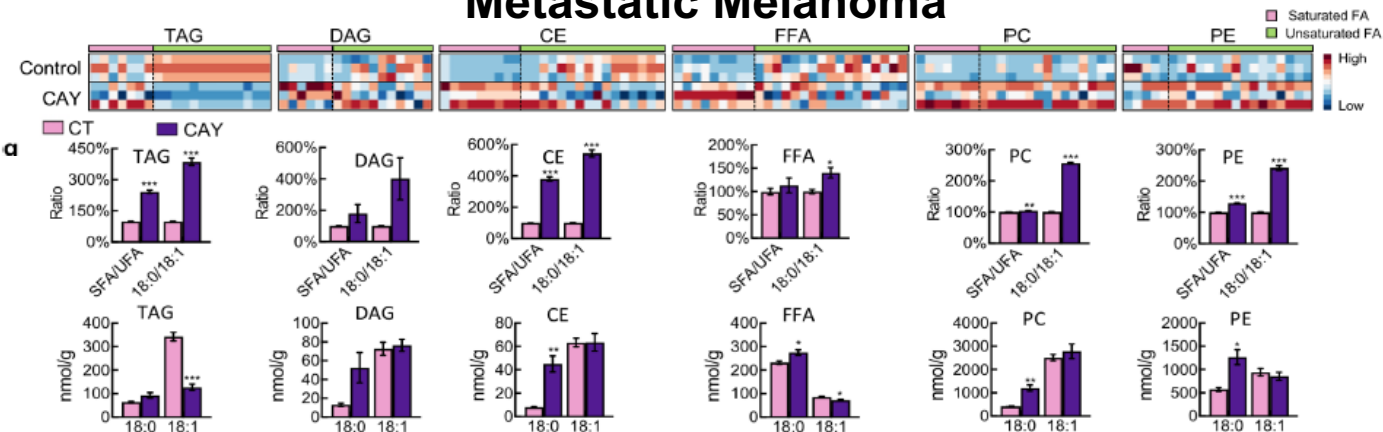 Metastatic Melanoma
Saturated FA
Unsaturated FA
TAG DAG CE FFA PC PE
Control
CAY
High
Low
CT CAY
a
TAG
450%
300%
150%
0%
Ratio
***
***
SFA/UFA
18:0/18:1
DAG
600%
400%
200%
0%
Ratio
SFA/UFA
18:0/18:1
CE
600%
400%
200%
0%
Ratio
***
***
SFA/UFA
18:0/18:1
FFA
200%
150%
100%
50%
0%
Ratio
*
SFA/UFA
18:0/18:1
PC
300%
200%
100%
0%
Ratio
**
***
SFA/UFA
18:0/18:1
PE
300%
200%
100%
0%
Ratio
***
***
SFA/UFA
18:0/18:1
TAG
400
300
200
100
0
nmol/g
***
18:0 18:1
DAG
100
80
60
40
20
0
nmol/g
18:0 18:1
CE
80
60
40
20
0
nmol/g
**
18:0 18:1
FFA
400
300
200
100
0
nmol/g
*
*
18:0 18:1
PC
4000
3000
2000
1000
0
nmol/g
**
18:0 18:1
PE
2000
1500
1000
500
0
nmol/g
*
18:0 18:1